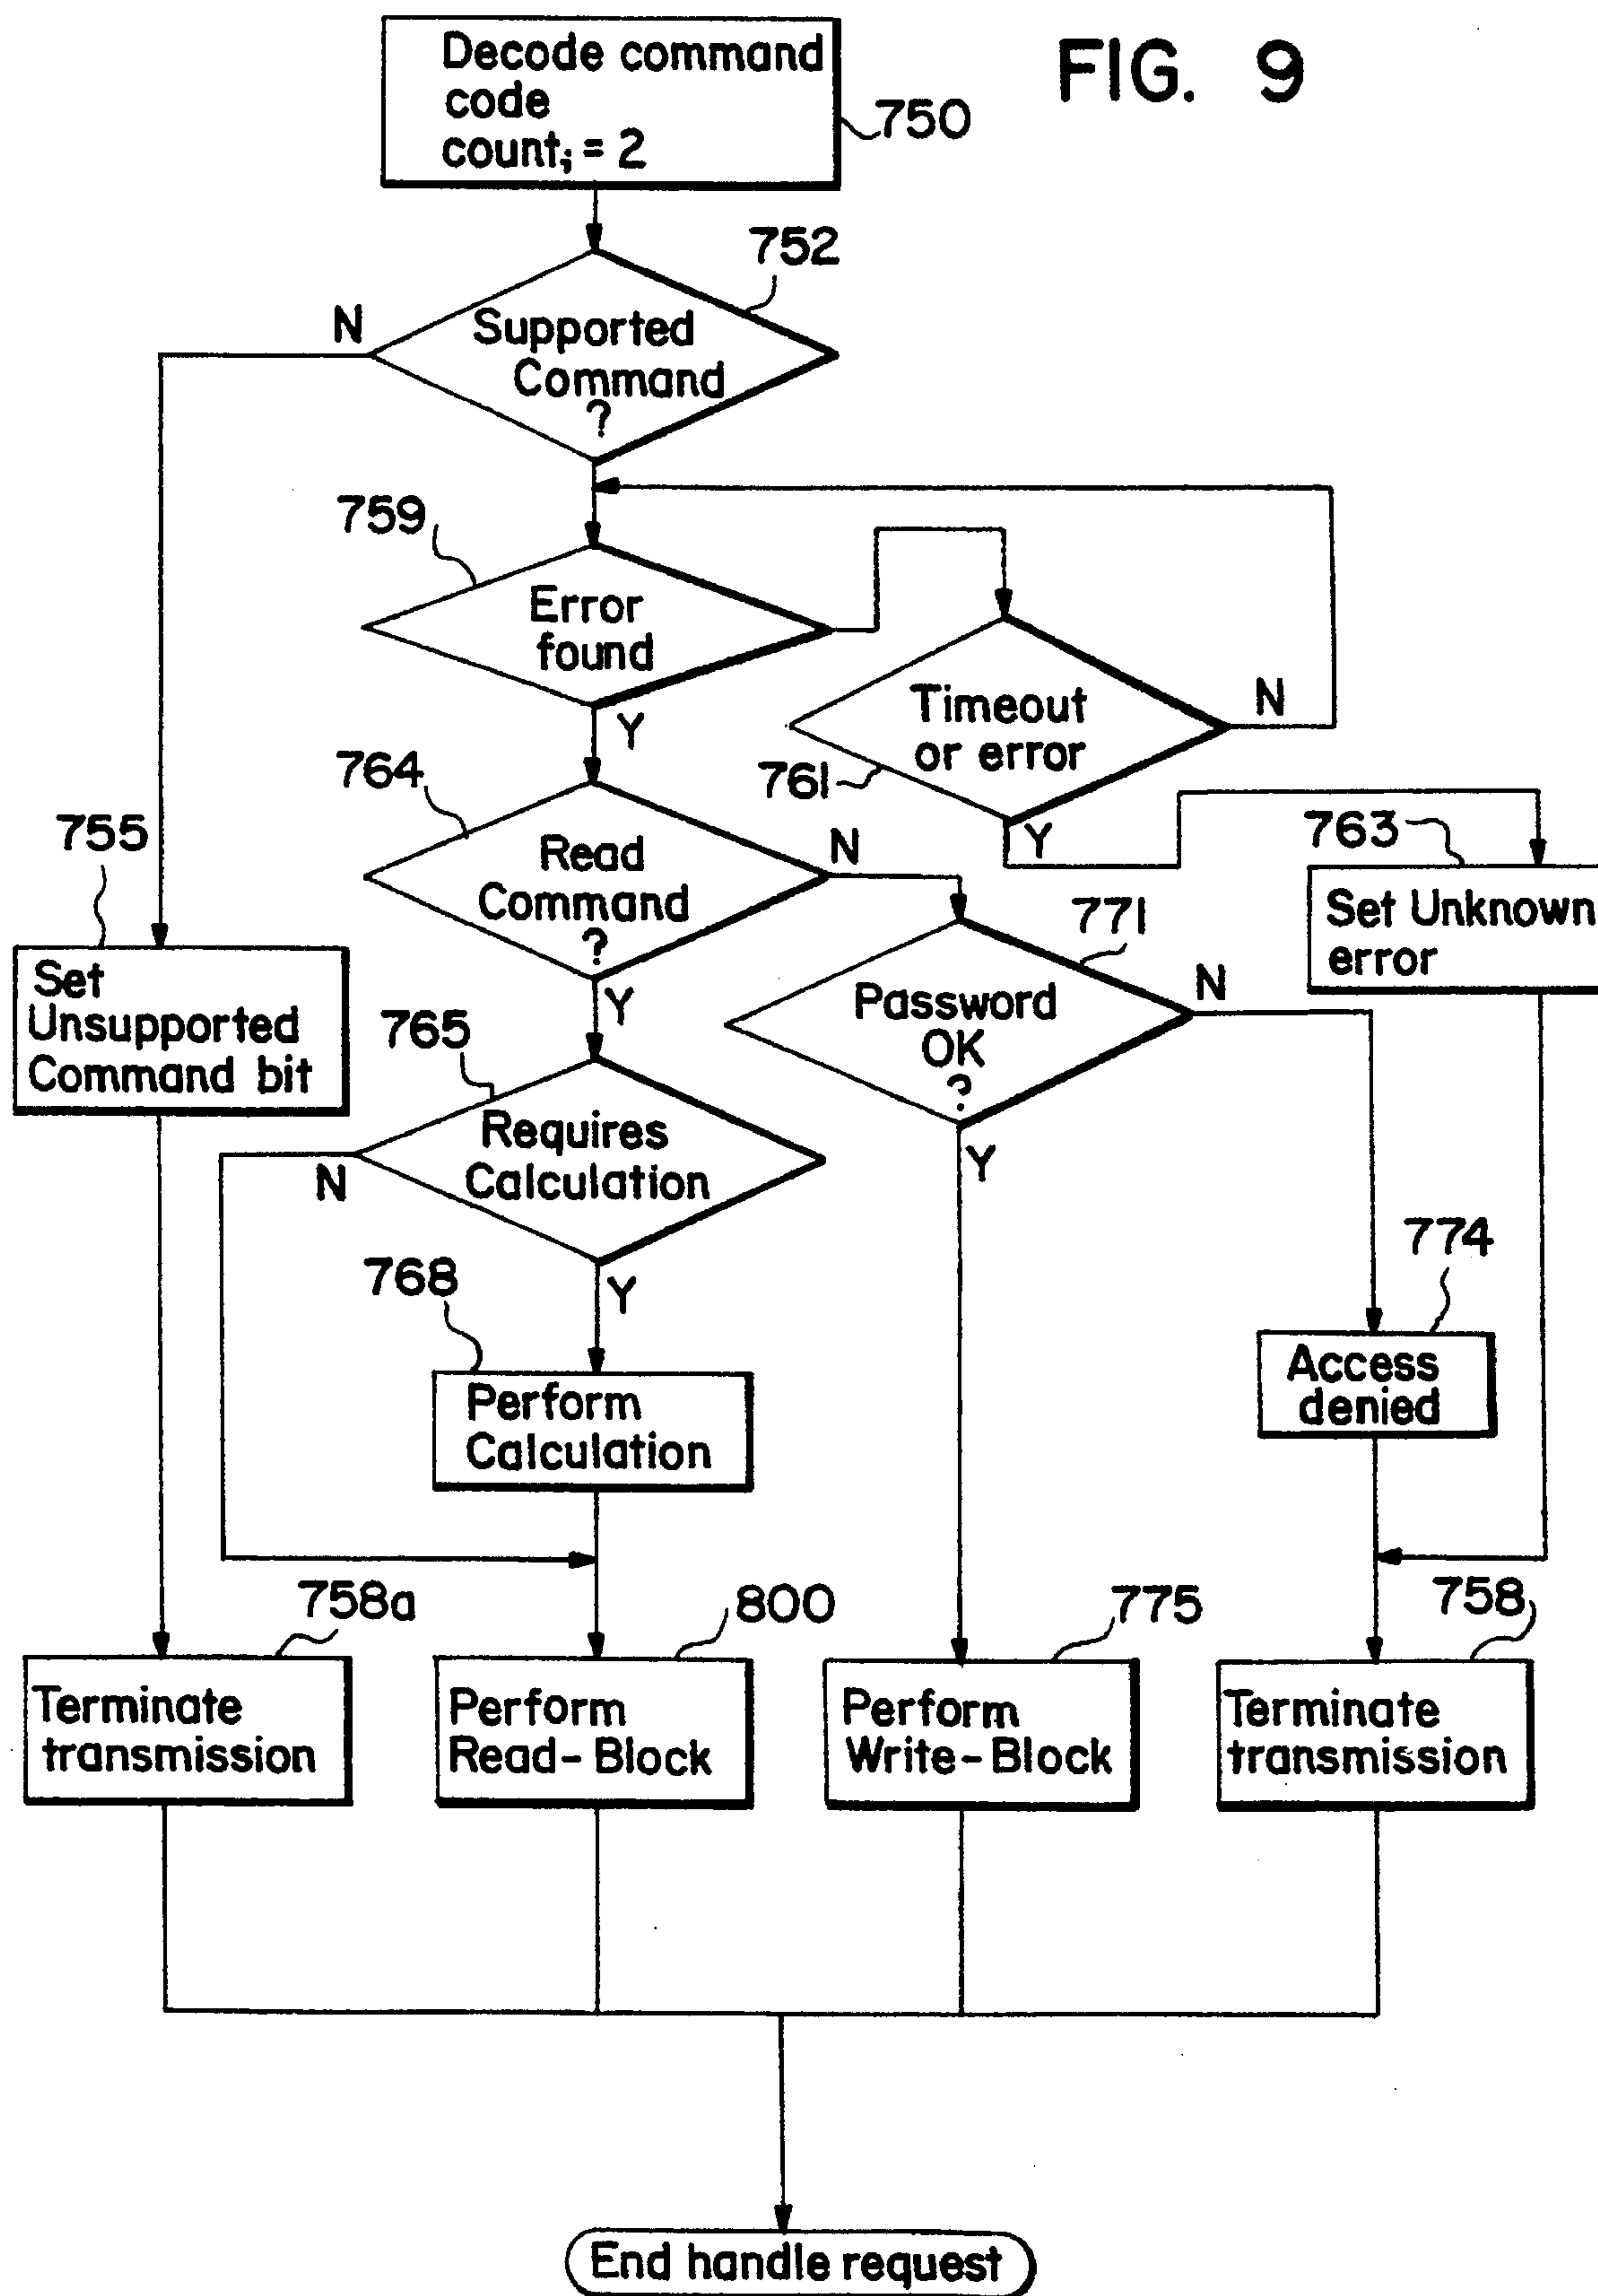 FIG. 9
Decode command
code
count; = 2
750
752
N
Supported
Command
?
759
Error
found
Y
Timeout
or error
N
761
Y
764
Read
Command
?
N
Y
763
Set Unknown
error
755
Set
Unsupported
Command bit
771
Password
OK
?
N
Y
765
Requires
Calculation
N
Y
768
Perform
Calculation
774
Access
denied
758a
Terminate
transmission
800
Perform
Read-Block
775
Perform
Write-Block
758
Terminate
transmission
End handle request